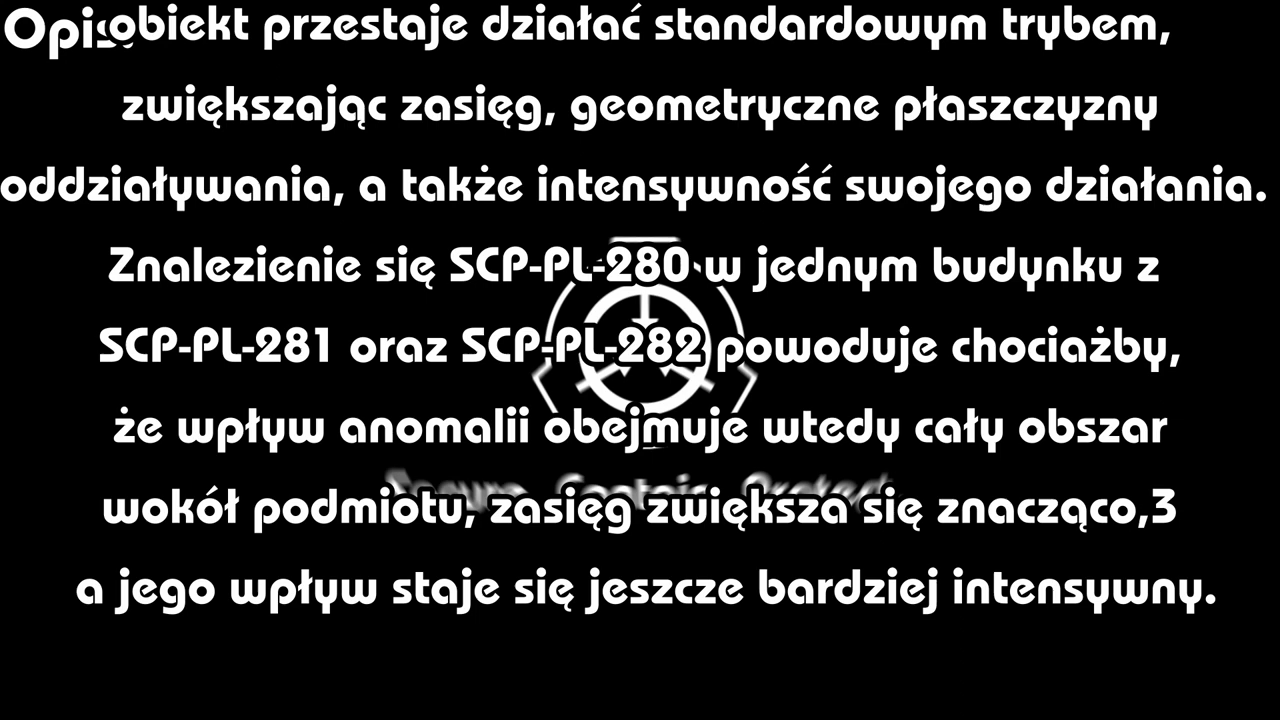 Opis obiekt przestaje działać standardowym trybem,
zwiększając zasięg, geometryczne płaszczyzny
oddziaływania, a także intensywność swojego działania.
Znalezienie się SCP-PL-280 w jednym budynku z
SCP-PL-281 oraz SCP-PL-282 powoduje chociażby,
że wpływ anomalii obejmuje wtedy cały obszar
wokół podmiotu, zasięg zwiększa się znacząco,3
a jego wpływ staje się jeszcze bardziej intensywny.